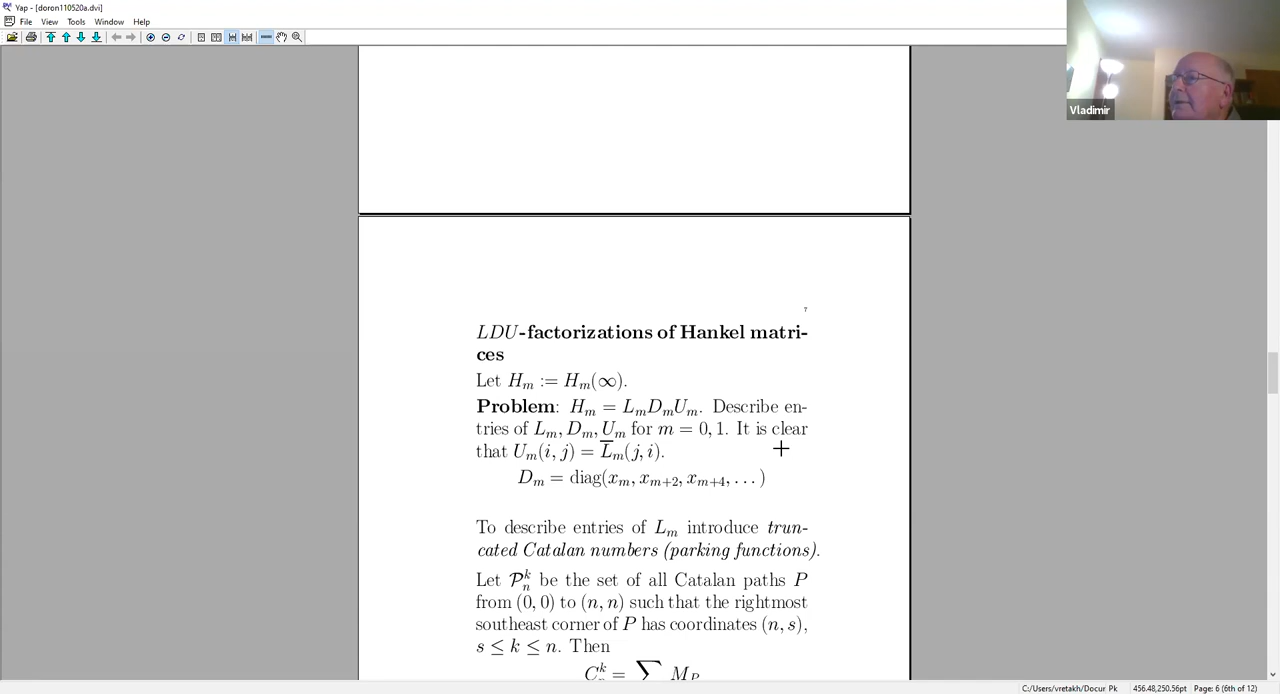 Yap - [doron110520a.dvi]
File View Tools Window Help
Vladimir
7
LDU-factorizations of Hankel matri-
ces
Let H_m := H_m(∞).
Problem: H_m = L_m D_m U_m. Describe en-
tries of L_m, D_m, U_m for m = 0, 1. It is clear
that U_m(i, j) = \overline{L}_m(j, i).
D_m = diag(x_m, x_{m+2}, x_{m+4}, . . . )
To describe entries of L_m introduce trun-
cated Catalan numbers (parking functions).
Let 𝒫_n^k be the set of all Catalan paths P
from (0, 0) to (n, n) such that the rightmost
southeast corner of P has coordinates (n, s),
s ≤ k ≤ n. Then
C_n^k = ∑ M_P
C:/Users/vretakh/Docur Pk 456.48,250.56pt Page: 6 (6th of 12)